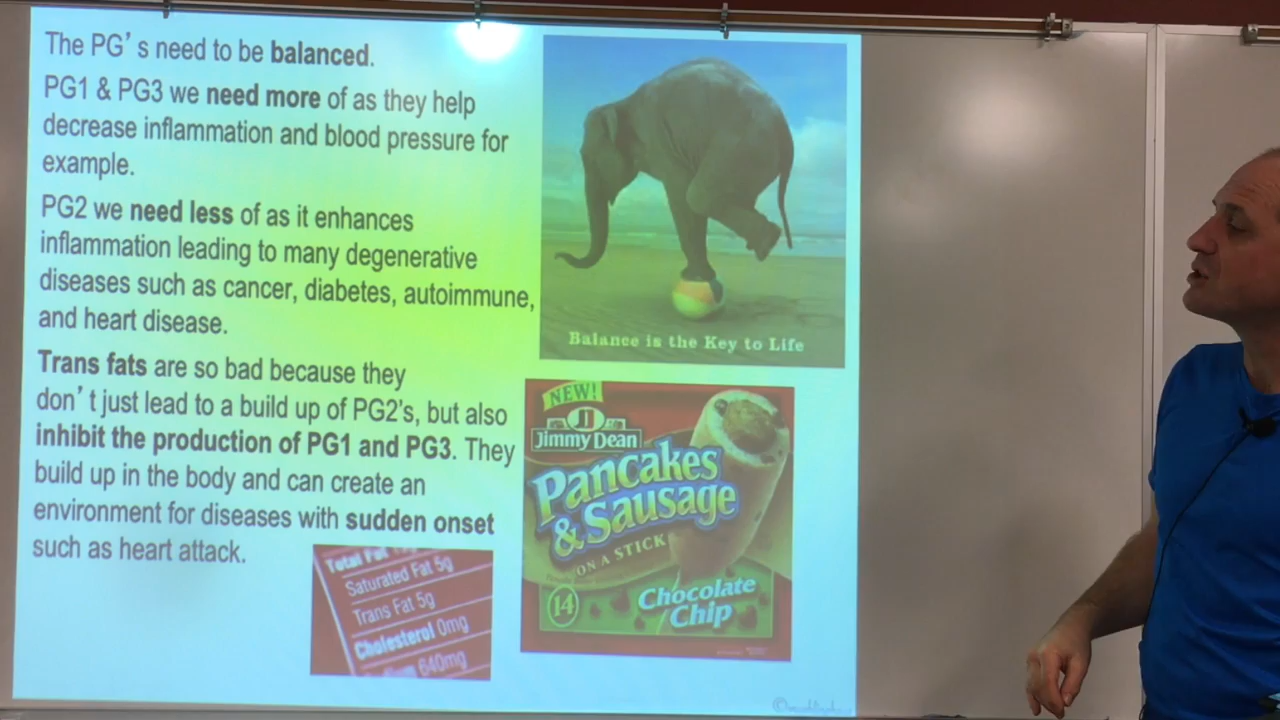 The PG's need to be balanced.
PG1 & PG3 we need more of as they help
decrease inflammation and blood pressure for
example.
PG2 we need less of as it enhances
inflammation leading to many degenerative
diseases such as cancer, diabetes, autoimmune,
and heart disease.
Trans fats are so bad because they
don't just lead to a build up of PG2's, but also
inhibit the production of PG1 and PG3. They
build up in the body and can create an
environment for diseases with sudden onset
such as heart attack.
Balance is the Key to Life
NEW!
JD
Jimmy Dean
Pancakes
& Sausage
ON A STICK
14
Chocolate
Chip
Total Fat
Saturated Fat 5g
Trans Fat 5g
Cholesterol 0mg
640mg